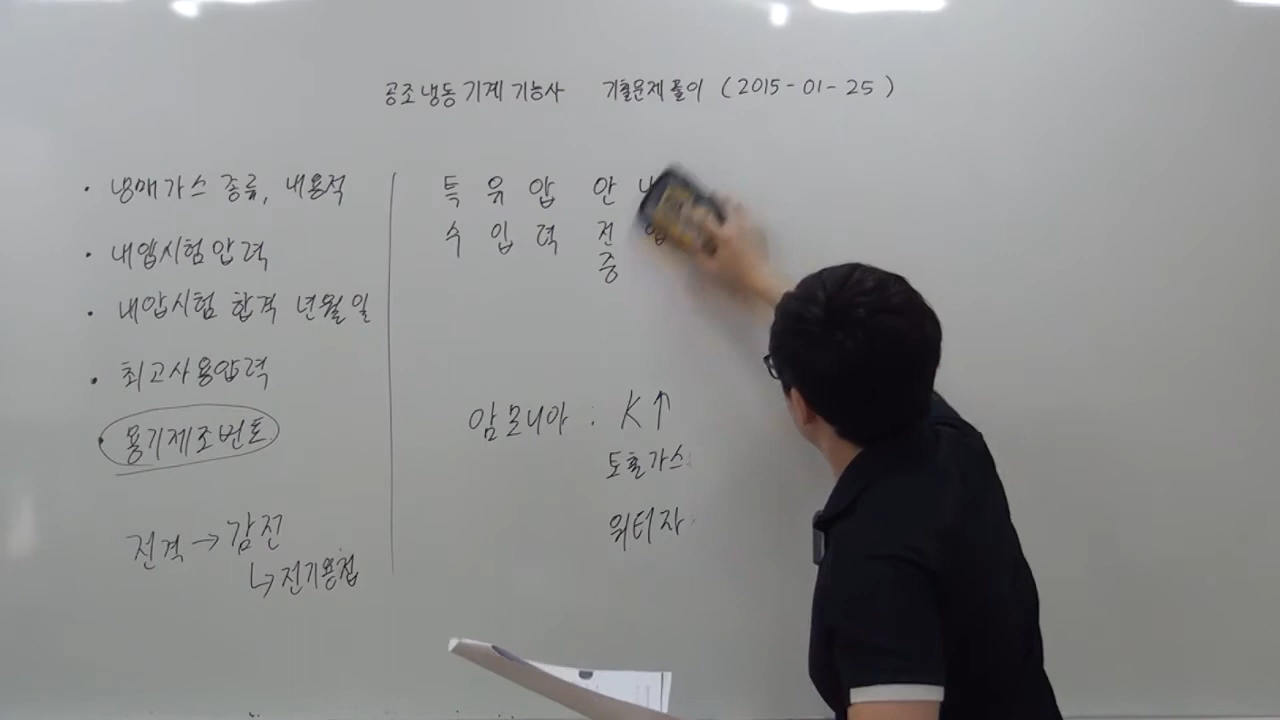 공조냉동기계기능사 기출문제풀이 (2015-01-25)
· 냉매가스 종류, 내용적
· 내압시험압력
· 내압시험 합격 년월일
· 최고사용압력
· 용기제조번호
전격 → 감전
↳ 전기용접
특 유 압 안
수 입 력 전
중
암모니아 : K↑
토출가스
워터자